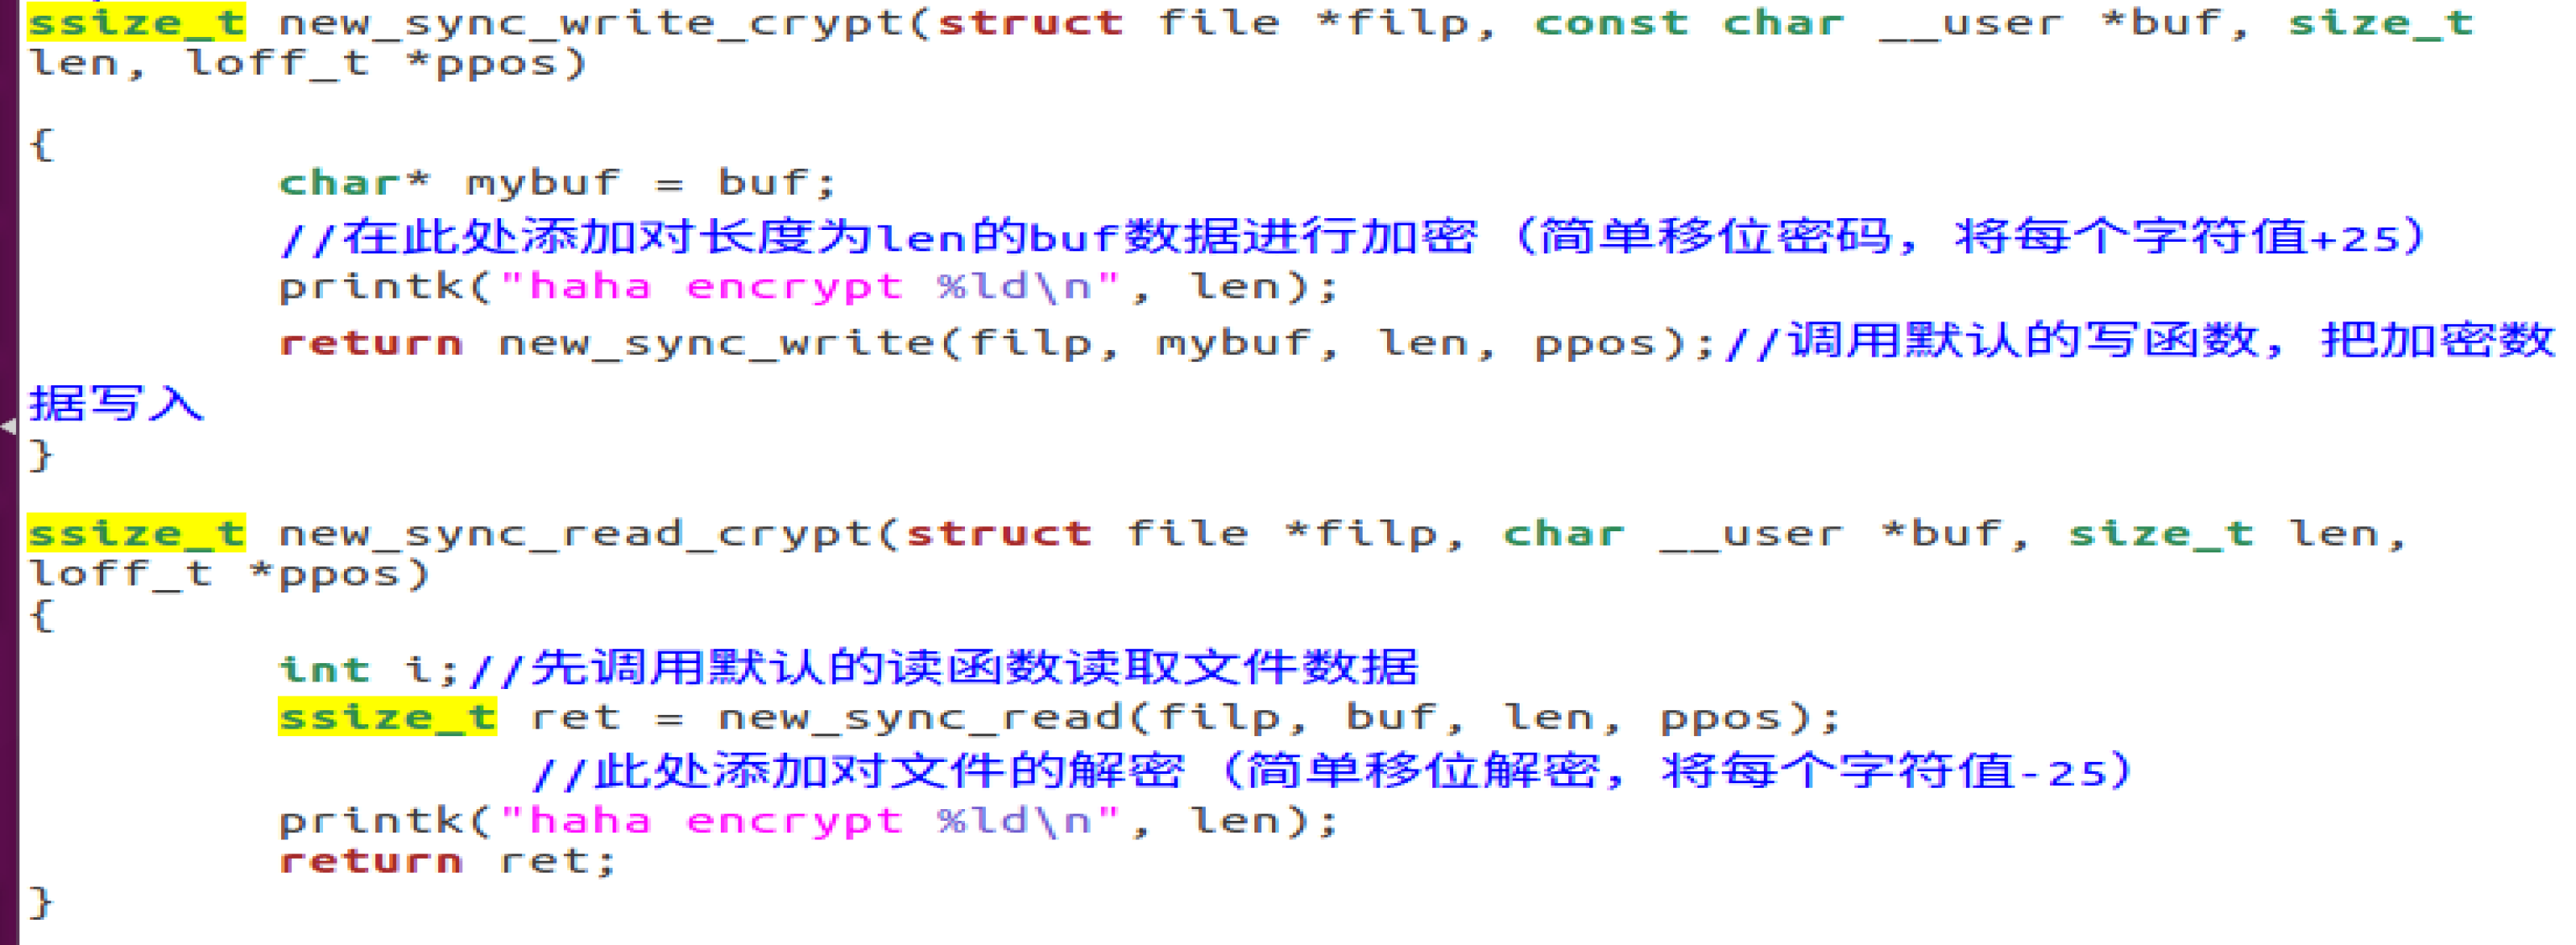 ssize_t new_sync_write_crypt(struct file *filp, const char __user *buf, size_t
len, loff_t *ppos)
{
char* mybuf = buf;
//在此处添加对长度为len的buf数据进行加密（简单移位密码，将每个字符值+25）
printk("haha encrypt %ld\n", len);
return new_sync_write(filp, mybuf, len, ppos);//调用默认的写函数，把加密数
据写入
}
ssize_t new_sync_read_crypt(struct file *filp, char __user *buf, size_t len,
loff_t *ppos)
{
int i;//先调用默认的读函数读取文件数据
ssize_t ret = new_sync_read(filp, buf, len, ppos);
//此处添加对文件的解密（简单移位解密，将每个字符值-25）
printk("haha encrypt %ld\n", len);
return ret;
}